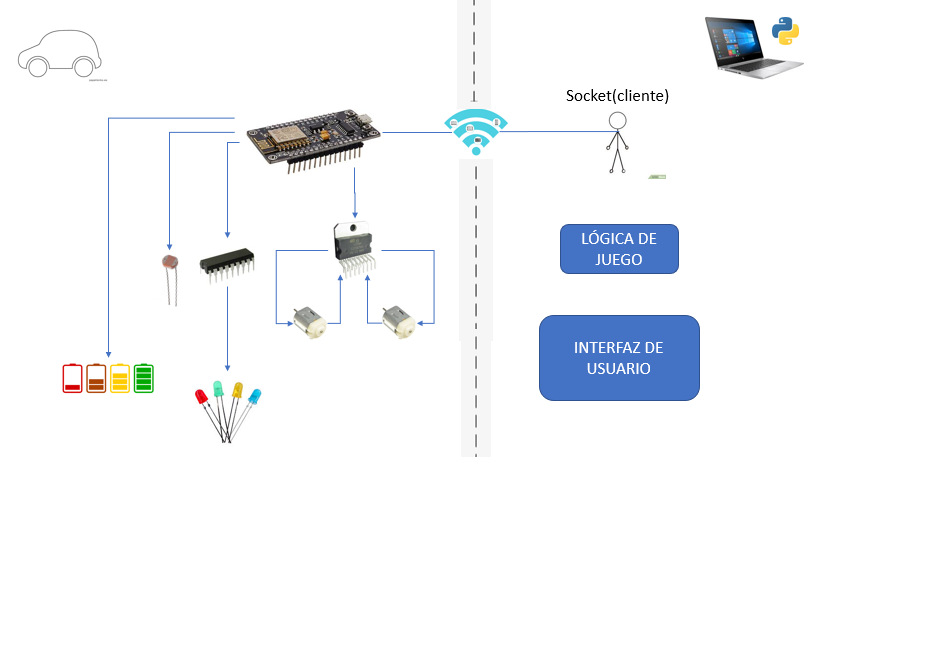 Socket(cliente)
LÓGICA DE
JUEGO
INTERFAZ DE
USUARIO